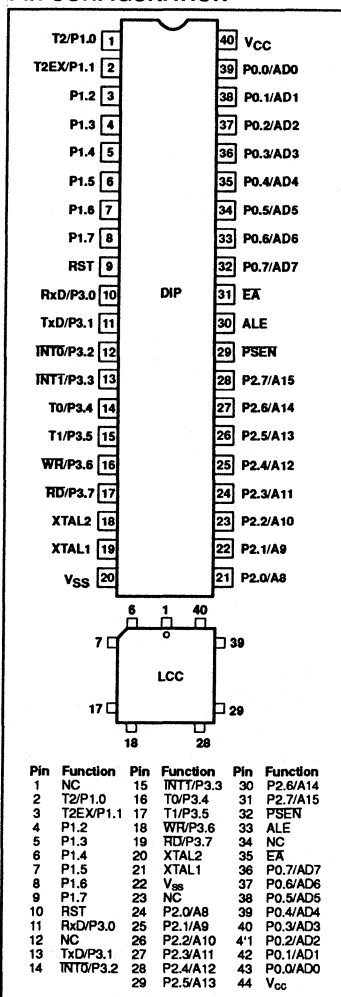 T2/P1.0 1 40 VCC
T2EX/P1.1 2 39 P0.0/AD0
P1.2 3 38 P0.1/AD1
P1.3 4 37 P0.2/AD2
P1.4 5 36 P0.3/AD3
P1.5 6 35 P0.4/AD4
P1.6 7 34 P0.5/AD5
P1.7 8 33 P0.6/AD6
RST 9 32 P0.7/AD7
RxD/P3.0 10 DIP 31 EA
TxD/P3.1 11 30 ALE
INT0/P3.2 12 29 PSEN
INT1/P3.3 13 28 P2.7/A15
T0/P3.4 14 27 P2.6/A14
T1/P3.5 15 26 P2.5/A13
WR/P3.6 16 25 P2.4/A12
RD/P3.7 17 24 P2.3/A11
XTAL2 18 23 P2.2/A10
XTAL1 19 22 P2.1/A9
VSS 20 21 P2.0/A8
6 1 40
7 39
LCC
17 29
18 28
Pin Function Pin Function Pin Function
1 NC 15 INT1/P3.3 30 P2.6/A14
2 T2/P1.0 16 T0/P3.4 31 P2.7/A15
3 T2EX/P1.1 17 T1/P3.5 32 PSEN
4 P1.2 18 WR/P3.6 33 ALE
5 P1.3 19 RD/P3.7 34 NC
6 P1.4 20 XTAL2 35 EA
7 P1.5 21 XTAL1 36 P0.7/AD7
8 P1.6 22 VSS 37 P0.6/AD6
9 P1.7 23 NC 38 P0.5/AD5
10 RST 24 P2.0/A8 39 P0.4/AD4
11 RxD/P3.0 25 P2.1/A9 40 P0.3/AD3
12 NC 26 P2.2/A10 4'1 P0.2/AD2
13 TxD/P3.1 27 P2.3/A11 42 P0.1/AD1
14 INT0/P3.2 28 P2.4/A12 43 P0.0/AD0
29 P2.5/A13 44 VCC